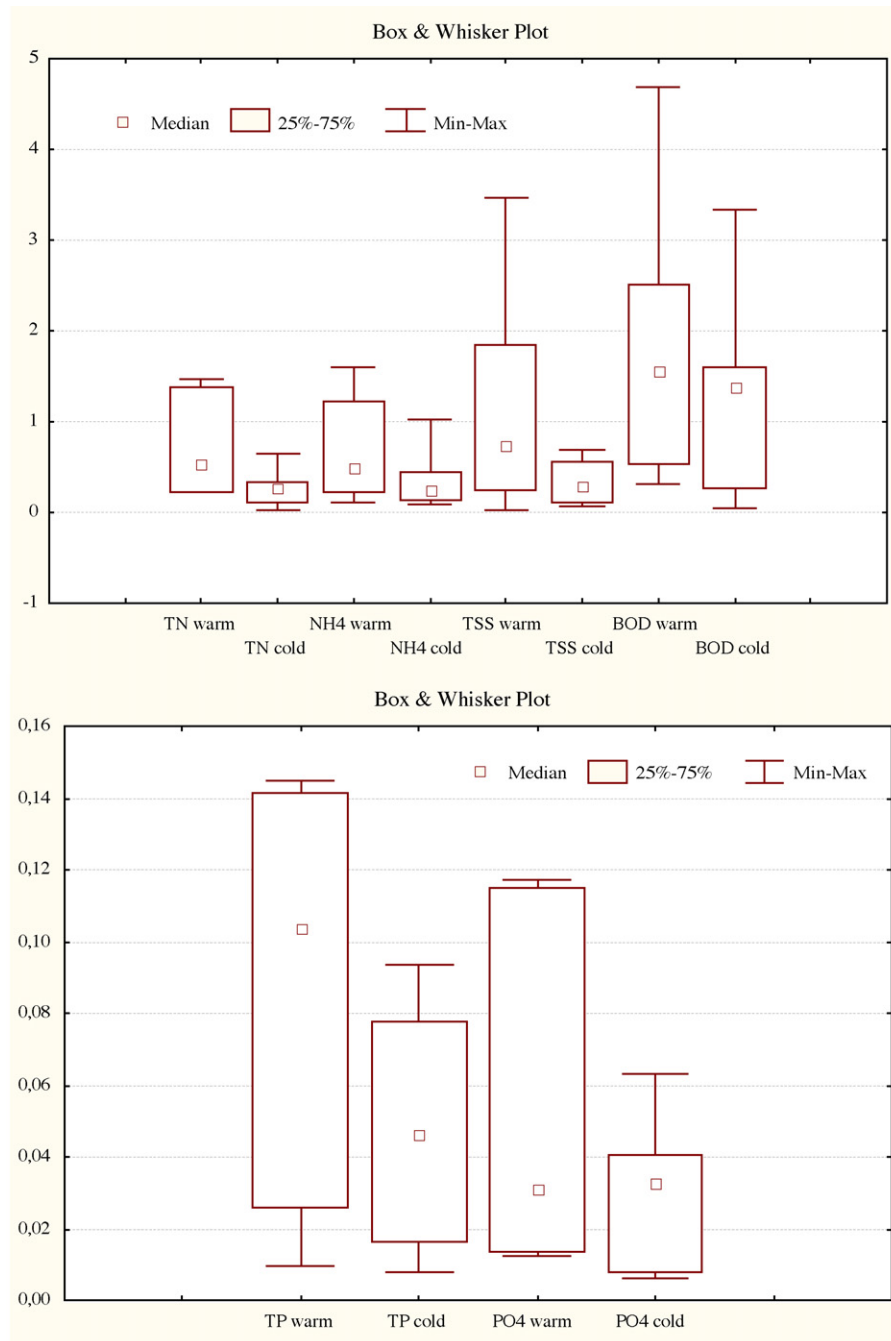 Box & Whisker Plot
5
Median 25%-75% Min-Max
4
3
2
1
0
-1
TN warm NH4 warm TSS warm BOD warm
TN cold NH4 cold TSS cold BOD cold
Box & Whisker Plot
0,16
Median 25%-75% Min-Max
0,14
0,12
0,10
0,08
0,06
0,04
0,02
0,00
TP warm TP cold PO4 warm PO4 cold